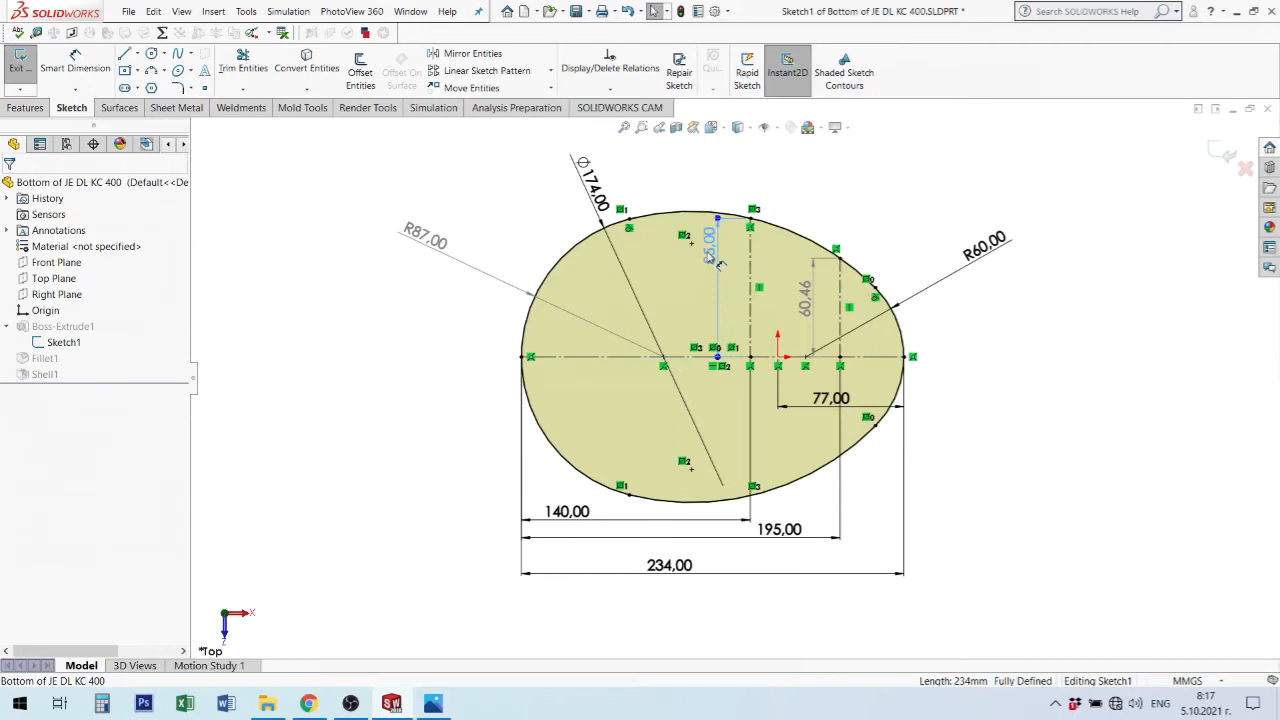 SOLIDWORKS File Edit View Insert Tools Simulation PhotoView 360 Window Help Sketch1 of Bottom of JE DL KC 400.SLDPRT * Search SOLIDWORKS Help
Exit ... Smart Dimension Trim Entities Convert Entities Offset Entities Offset On Surface Mirror Entities Linear Sketch Pattern Move Entities Display/Delete Relations Repair Sketch Qui... Rapid Sketch Instant2D Shaded Sketch Contours
Features Sketch Surfaces Sheet Metal Weldments Mold Tools Render Tools Simulation Analysis Preparation SOLIDWORKS CAM
Bottom of JE DL KC 400 (Default<<De
History
Sensors
Annotations
Material <not specified>
Front Plane
Top Plane
Right Plane
Origin
Boss-Extrude1
Sketch1
Fillet1
Shell1
Ø174,00
R87,00
R60,00
60,46
77,00
140,00
195,00
234,00
X
Z
*Top
Model 3D Views Motion Study 1
Bottom of JE DL KC 400 Length: 234mm Fully Defined Editing Sketch1 MMGS
ENG 8:17
5.10.2021 г.